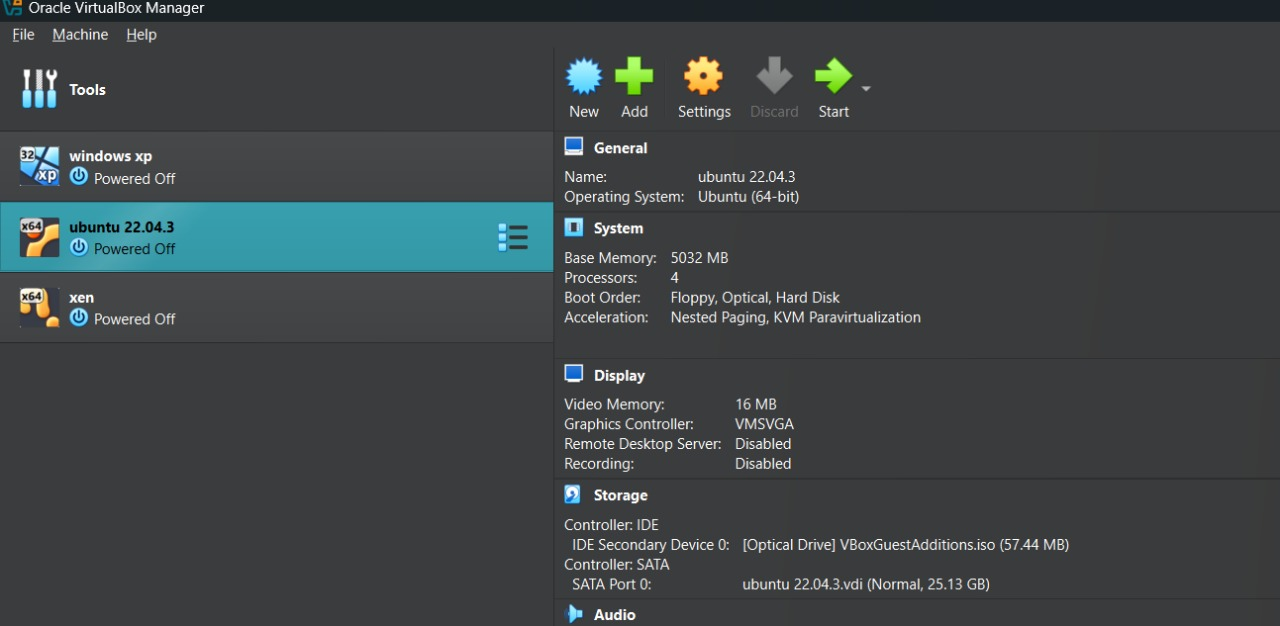 Oracle VirtualBox Manager
File Machine Help
Tools
New Add Settings Discard Start
32 xp
windows xp
Powered Off
x64
ubuntu 22.04.3
Powered Off
x64
xen
Powered Off
General
Name: ubuntu 22.04.3
Operating System: Ubuntu (64-bit)
System
Base Memory: 5032 MB
Processors: 4
Boot Order: Floppy, Optical, Hard Disk
Acceleration: Nested Paging, KVM Paravirtualization
Display
Video Memory: 16 MB
Graphics Controller: VMSVGA
Remote Desktop Server: Disabled
Recording: Disabled
Storage
Controller: IDE
IDE Secondary Device 0: [Optical Drive] VBoxGuestAdditions.iso (57.44 MB)
Controller: SATA
SATA Port 0: ubuntu 22.04.3.vdi (Normal, 25.13 GB)
Audio